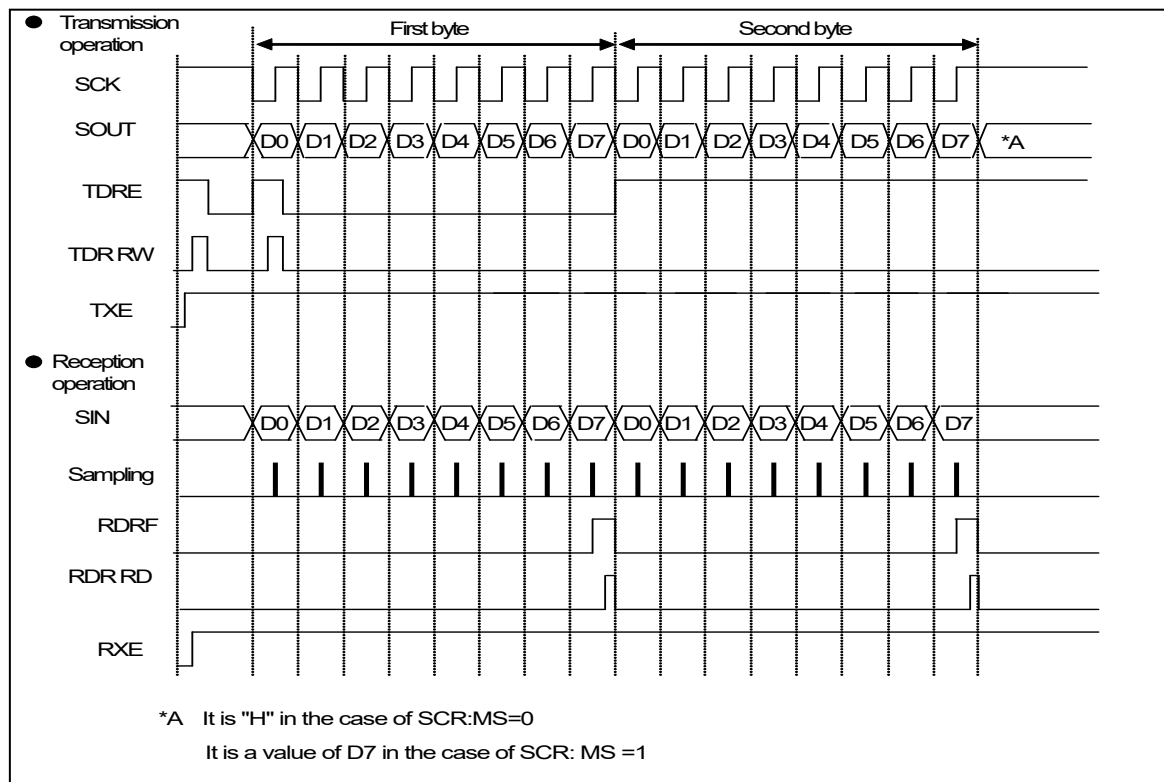 ● Transmission
operation
First byte
Second byte
SCK
SOUT
D0 D1 D2 D3 D4 D5 D6 D7 D0 D1 D2 D3 D4 D5 D6 D7 *A
TDRE
TDR RW
TXE
● Reception
operation
SIN
D0 D1 D2 D3 D4 D5 D6 D7 D0 D1 D2 D3 D4 D5 D6 D7
Sampling
RDRF
RDR RD
RXE
*A It is "H" in the case of SCR:MS=0
It is a value of D7 in the case of SCR: MS =1